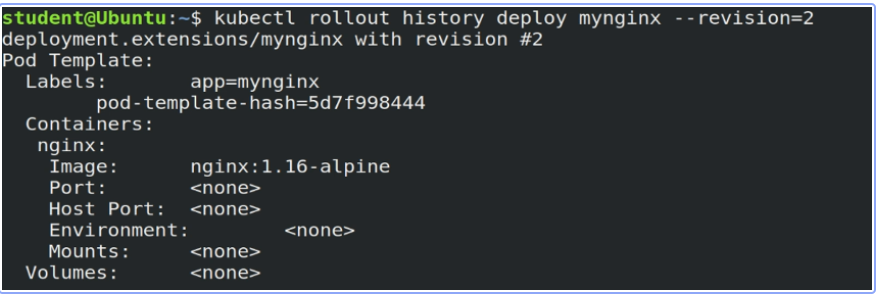 student@Ubuntu:~$ kubectl rollout history deploy mynginx --revision=2
deployment.extensions/mynginx with revision #2
Pod Template:
  Labels:       app=mynginx
        pod-template-hash=5d7f998444
  Containers:
   nginx:
    Image:      nginx:1.16-alpine
    Port:       <none>
    Host Port:  <none>
    Environment:        <none>
    Mounts:     <none>
  Volumes:      <none>